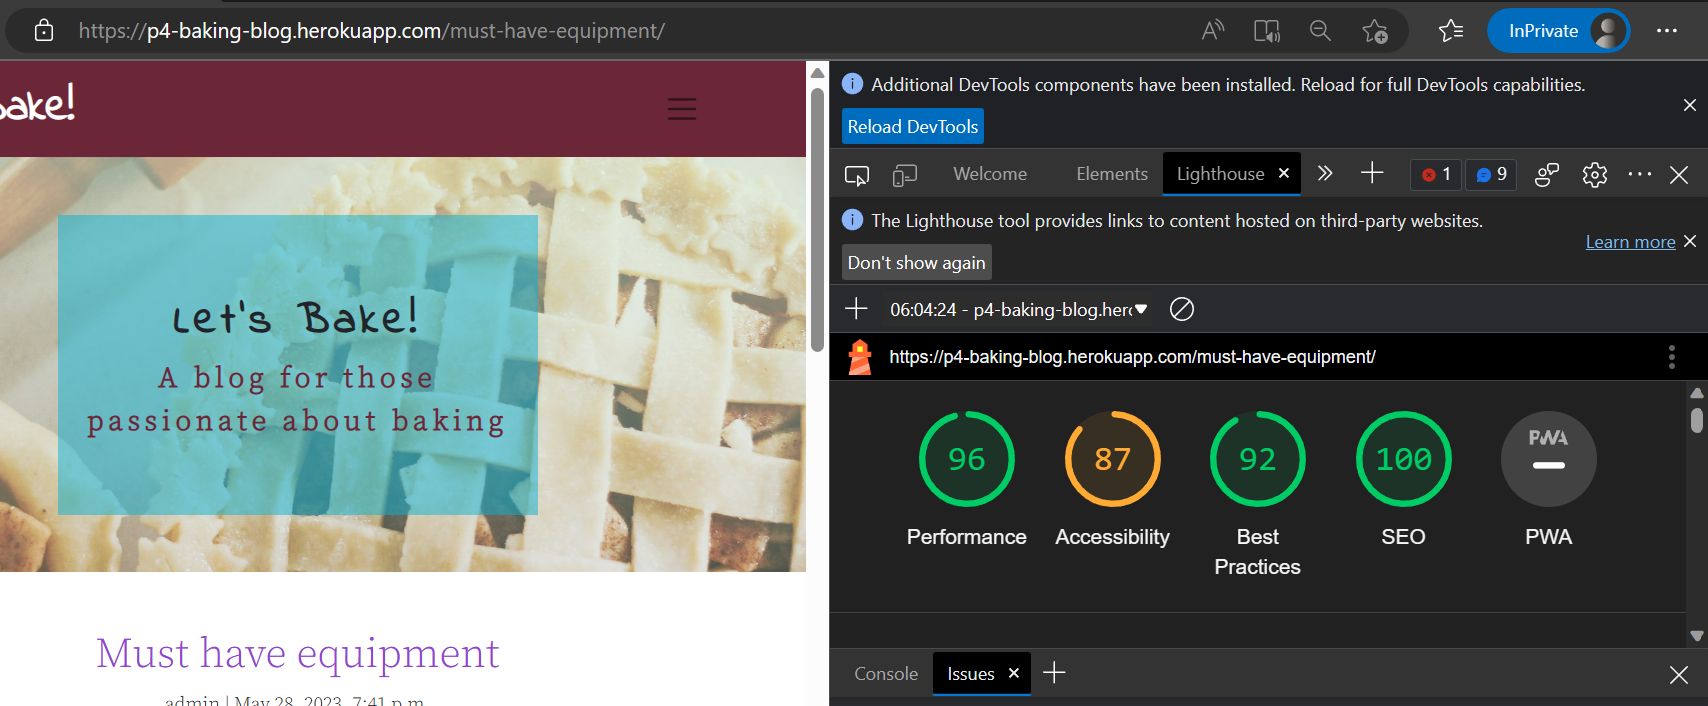 https://p4-baking-blog.herokuapp.com/must-have-equipment/
InPrivate
Bake!
Let's Bake!
A blog for those
passionate about baking
Must have equipment
admin | May 28, 2023, 7:41 p.m.
Additional DevTools components have been installed. Reload for full DevTools capabilities.
Reload DevTools
Welcome
Elements
Lighthouse
1
9
The Lighthouse tool provides links to content hosted on third-party websites.
Learn more
Don't show again
06:04:24 - p4-baking-blog.her
https://p4-baking-blog.herokuapp.com/must-have-equipment/
96
87
92
100
PWA
Performance
Accessibility
Best
Practices
SEO
PWA
Console
Issues